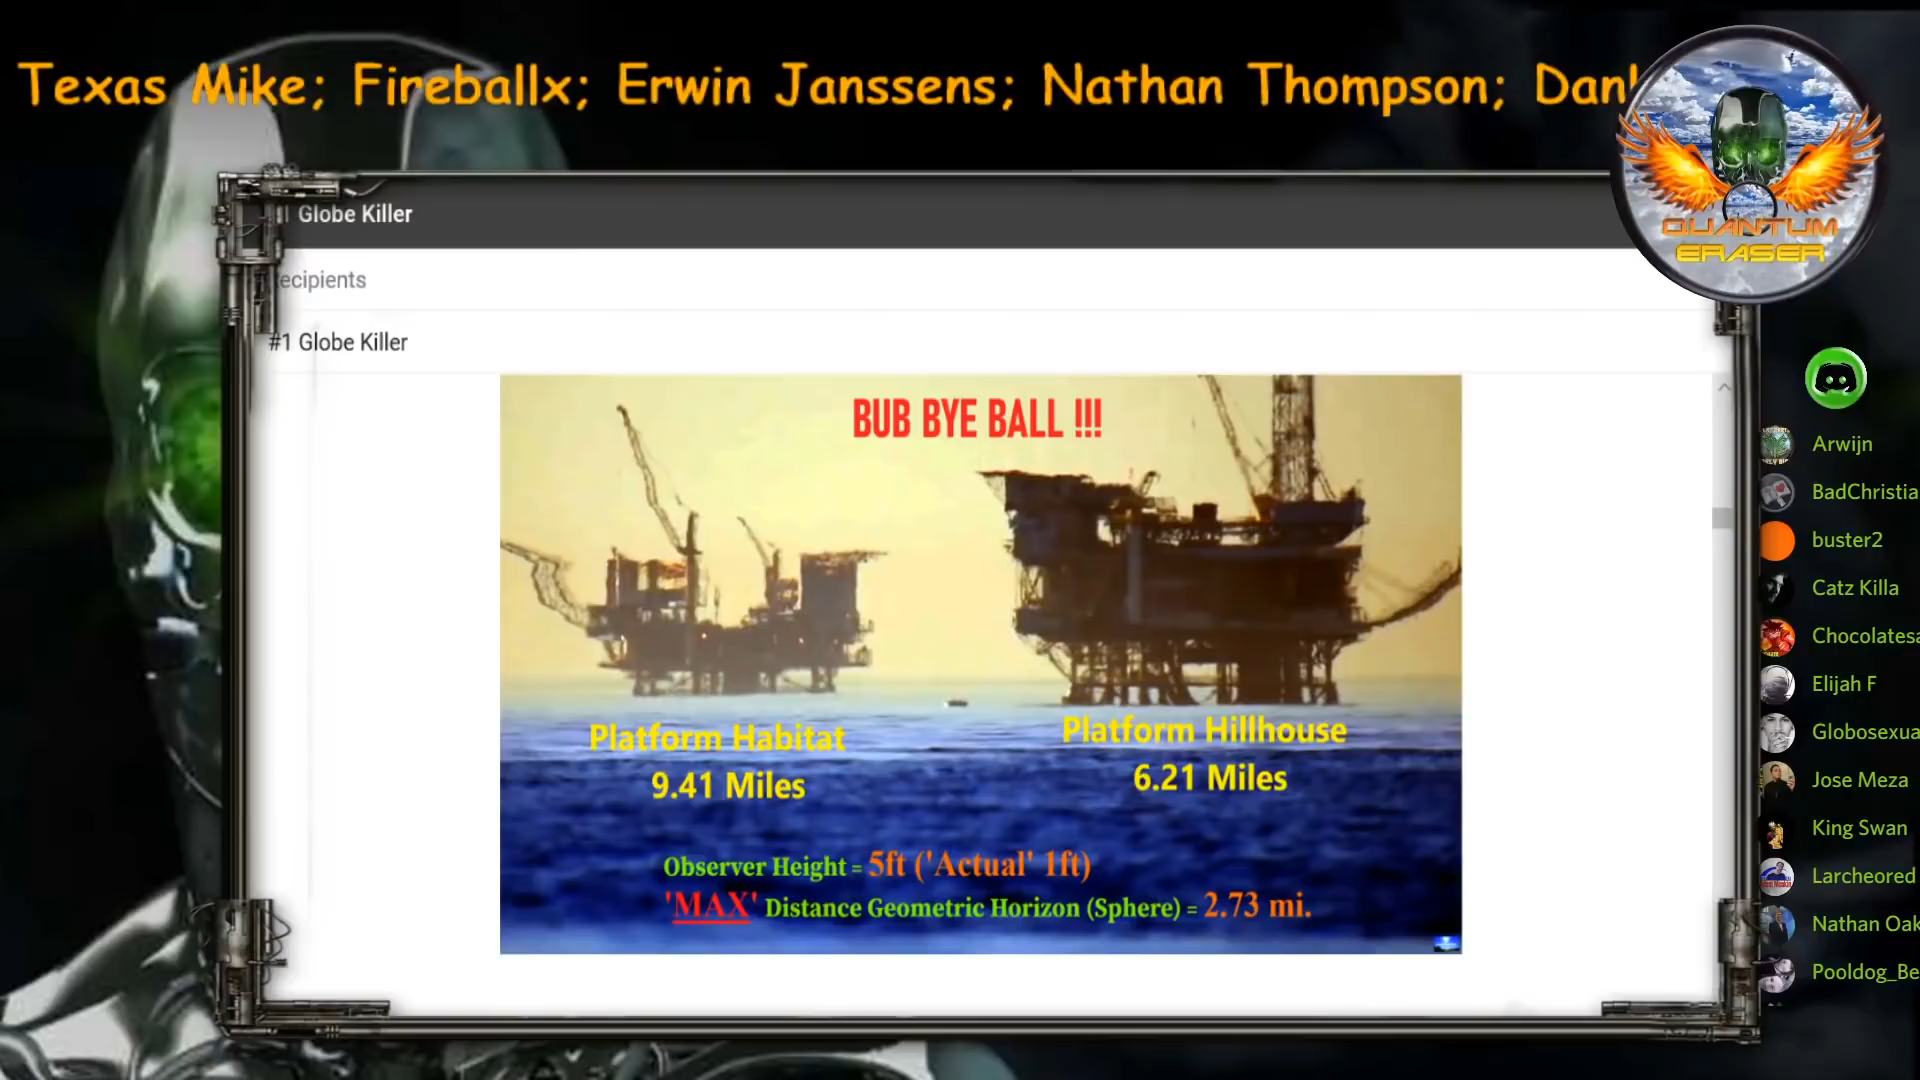 Texas Mike; Fireballx; Erwin Janssens; Nathan Thompson;
QUANTUM
ERASER
Globe Killer
ecipients
#1 Globe Killer
BUB BYE BALL !!!
Platform Habitat
9.41 Miles
Platform Hillhouse
6.21 Miles
Observer Height = 5ft ('Actual' 1ft)
'MAX' Distance Geometric Horizon (Sphere) = 2.73 mi.
Arwijn
BadChristia
buster2
Catz Killa
Chocolatesa
Elijah F
Globosexua
Jose Meza
King Swan
Larcheored
Nathan Oak
Pooldog_Be